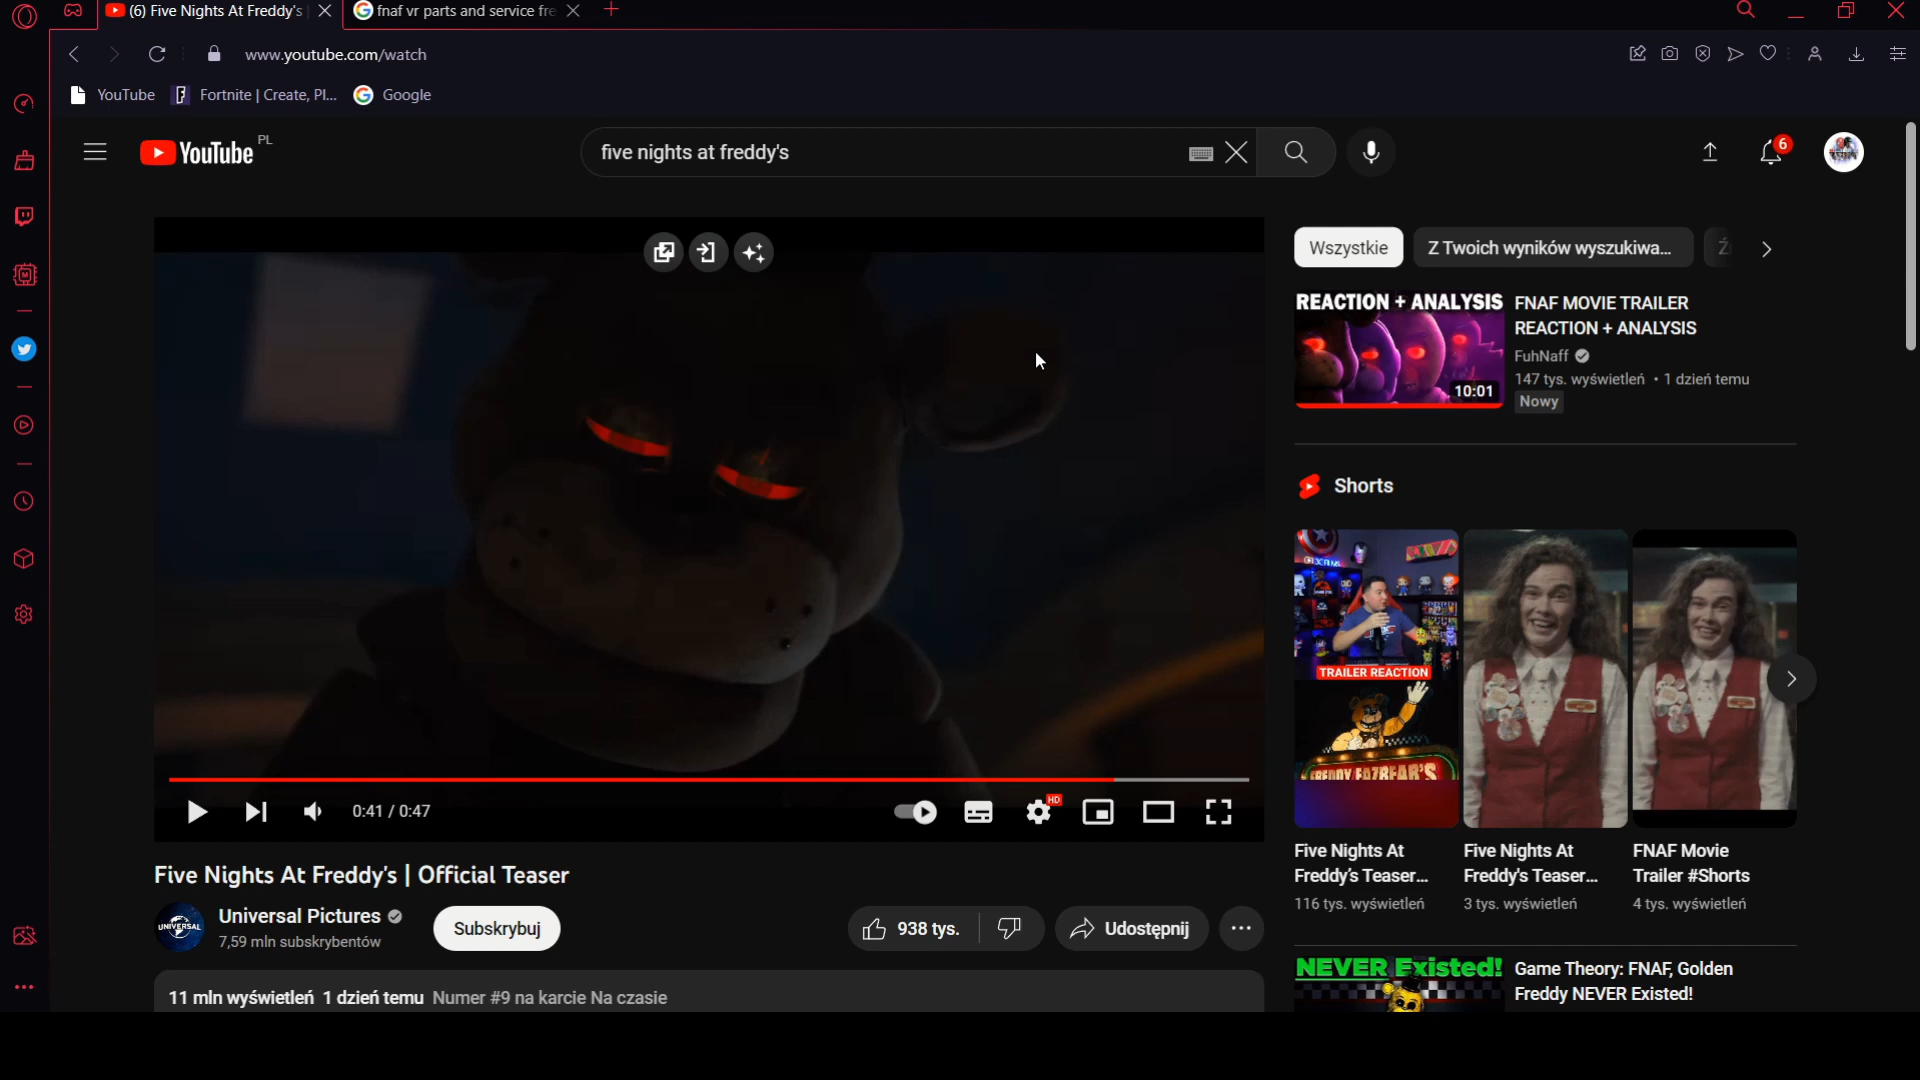 (6) Five Nights At Freddy's
fnaf vr parts and service fre
www.youtube.com/watch
YouTube
Fortnite | Create, Pl...
Google
YouTube PL
five nights at freddy's
6
Wszystkie
Z Twoich wyników wyszukiwa...
REACTION + ANALYSIS
10:01
FNAF MOVIE TRAILER
REACTION + ANALYSIS
FuhNaff
147 tys. wyświetleń • 1 dzień temu
Nowy
Shorts
TRAILER REACTION
FREDDY FAZBEAR'S
Five Nights At
Freddy's Teaser...
116 tys. wyświetleń
Five Nights At
Freddy's Teaser...
3 tys. wyświetleń
FNAF Movie
Trailer #Shorts
4 tys. wyświetleń
0:41 / 0:47
HD
Five Nights At Freddy's | Official Teaser
UNIVERSAL
Universal Pictures
7,59 mln subskrybentów
Subskrybuj
938 tys.
Udostępnij
11 mln wyświetleń 1 dzień temu Numer #9 na karcie Na czasie
NEVER Existed!
Game Theory: FNAF, Golden
Freddy NEVER Existed!